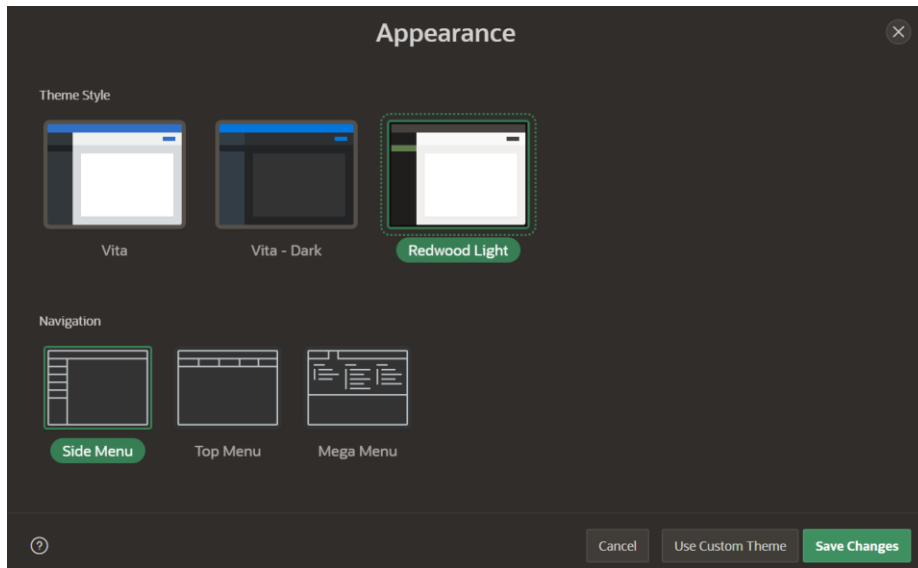 Appearance
Theme Style
Vita
Vita - Dark
Redwood Light
Navigation
Side Menu
Top Menu
Mega Menu
?
Cancel
Use Custom Theme
Save Changes